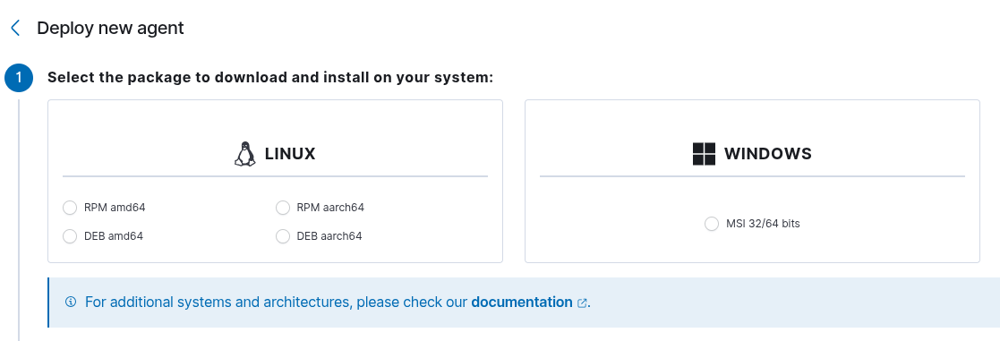 Deploy new agent
1 Select the package to download and install on your system:
LINUX
RPM amd64 RPM aarch64
DEB amd64 DEB aarch64
WINDOWS
MSI 32/64 bits
For additional systems and architectures, please check our documentation.